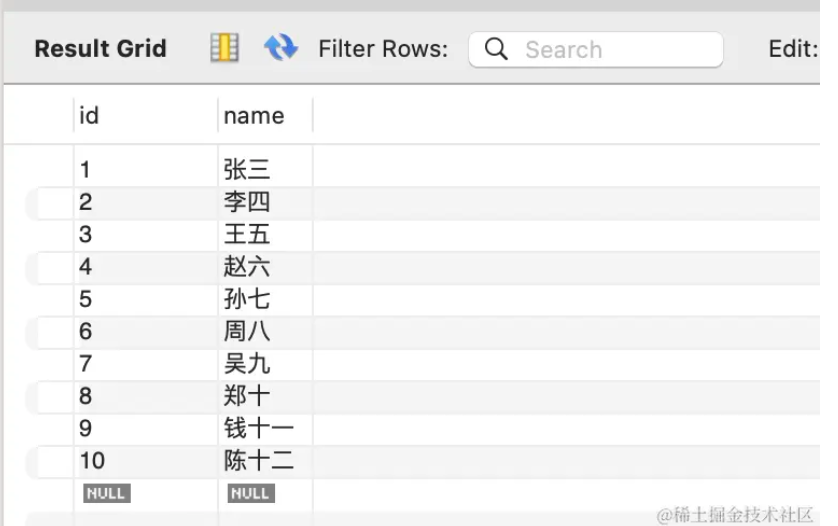 Result Grid Filter Rows: Search Edit:
id name
1 张三
2 李四
3 王五
4 赵六
5 孙七
6 周八
7 吴九
8 郑十
9 钱十一
10 陈十二
NULL NULL
@稀土掘金技术社区